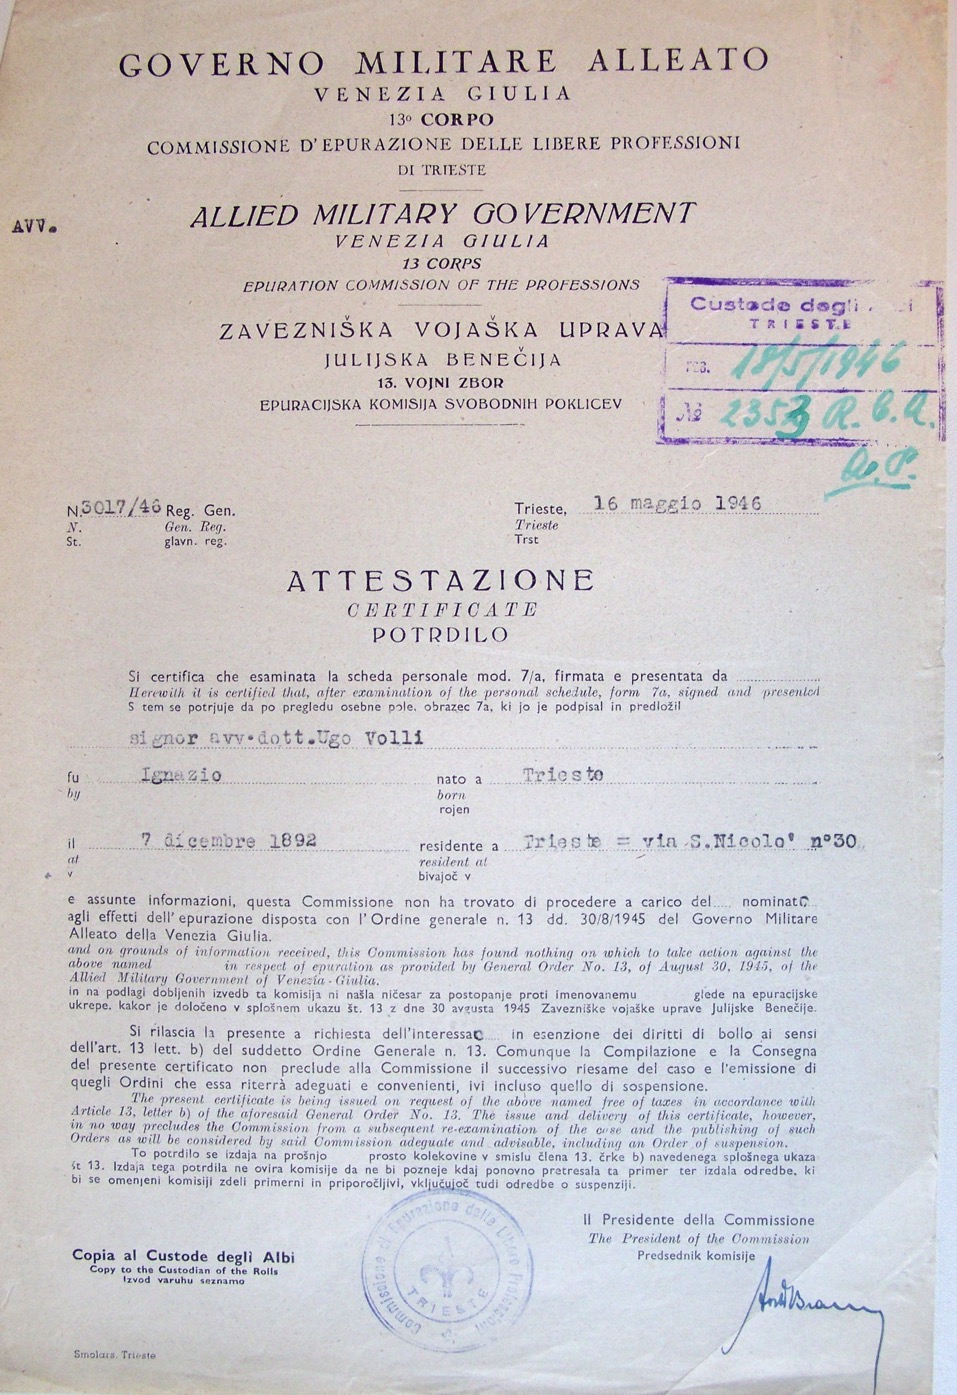 GOVERNO MILITARE ALLEATO
VENEZIA GIULIA
13º CORPO
COMMISSIONE D'EPURAZIONE DELLE LIBERE PROFESSIONI
DI TRIESTE
AVV.
ALLIED MILITARY GOVERNMENT
VENEZIA GIULIA
13 CORPS
EPURATION COMMISSION OF THE PROFESSIONS
ZAVEZNIŠKA VOJAŠKA UPRAVA
JULIJSKA BENEČIJA
13. VOJNI ZBOR
EPURACIJSKA KOMISIJA SVOBODNIH POKLICEV
Custode degli
TRIESTE
18/5/1946
№ 2353 R. C. A.
N. 3017/46 Reg. Gen.
N. Gen. Reg.
St. glavn. reg.
Trieste, 16 maggio 1946
Trieste
Trst
ATTESTAZIONE
CERTIFICATE
POTRDILO
Si certifica che esaminata la scheda personale mod. 7/a, firmata e presentata da
Herewith it is certified that, after examination of the personal schedule, form 7a, signed and presented
S tem se potrjuje da po pregledu osebne pole. obrazec 7a, ki jo je podpisal in predložil
signor avv.dott.Ugo Volli
fu Ignazio nato a Trieste
by born
rojen
il 7 dicembre 1892 residente a Trieste = via S.Nicolo' n°30
at resident at
v bivajoč v
e assunte informazioni, questa Commissione non ha trovato di procedere a carico del nominato
agli effetti dell'epurazione disposta con l'Ordine generale n. 13 dd. 30/8/1945 del Governo Militare
Alleato della Venezia Giulia.
and on grounds of information received, this Commission has found nothing on which to take action against the
above named in respect of epuration as provided by General Order No. 13, of August 30, 1945, of the
Allied Military Government of Venezia-Giulia.
in na podlagi dobljenih izvedb ta komisija ni našla ničesar za postopanje proti imenovanemu glede na epuracijske
ukrepe. kakor je določeno v splošnem ukazu št. 13 z dne 30 avgusta 1945 Zavezniške vojaške uprave Julijske Benečije.
Si rilascia la presente a richiesta dell'interessao in esenzione dei diritti di bollo ai sensi
dell'art. 13 lett. b) del suddetto Ordine Generale n. 13. Comunque la Compilazione e la Consegna
del presente certificato non preclude alla Commissione il successivo riesame del caso e l'emissione di
quegli Ordini che essa riterrà adeguati e convenienti, ivi incluso quello di sospensione.
The present certificate is being issued on request of the above named free of taxes in accordance with
Article 13, letter b) of the aforesaid General Order No. 13. The issue and delivery of this certificate, however,
in no way precludes the Commission from a subsequent re-examination of the case and the publishing of such
Orders as will be considered by said Commission adequate and advisable, including an Order of suspension.
To potrdilo se izdaja na prošnjo prosto kolekovine v smislu člena 13. črke b) navedenega splošnega ukaza
št 13. Izdaja tega potrdila ne ovira komisije da ne bi pozneje kdaj ponovno pretresala ta primer ter izdala odredbe, ki
bi se omenjeni komisiji zdeli primerni in priporočljivi, vključujoč tudi odredbe o suspenziji.
Il Presidente della Commissione
The President of the Commission
Predsednik komisije
Copia al Custode degli Albi
Copy to the Custodian of the Rolls
Izvod varuhu seznamo
Commissione di Epurazione delle Libere Professioni
TRIESTE
Smolars. Trieste